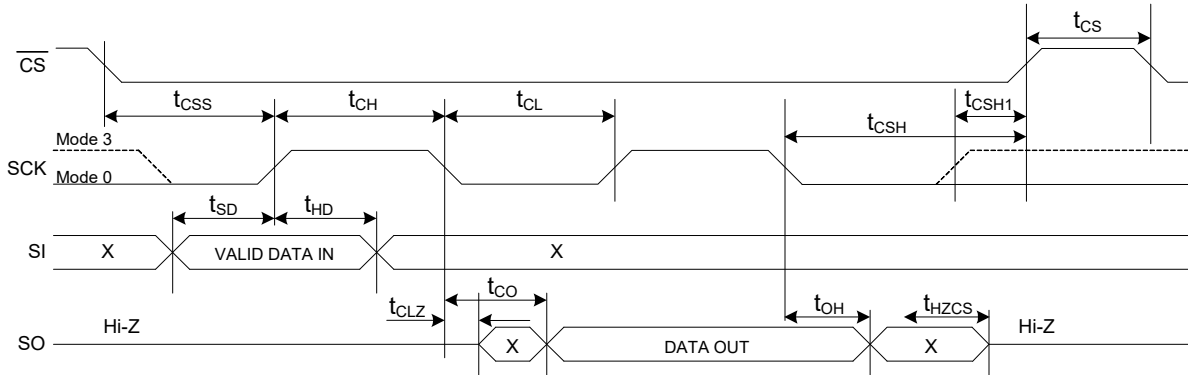 tCS
CS
tCSS tCH tCL tCSH tCSH1
Mode 3
SCK
Mode 0
tSD tHD
SI X VALID DATA IN X
tCLZ tCO tOH tHZCS
SO Hi-Z X DATA OUT X Hi-Z